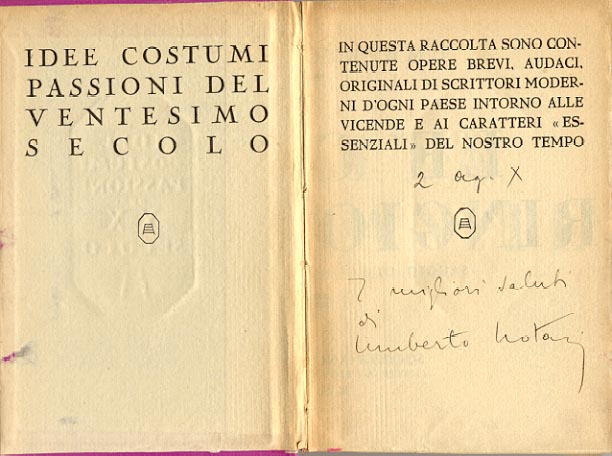 IDEE COSTUMI
PASSIONI DEL
VENTESIMO
SECOLO
IN QUESTA RACCOLTA SONO CON-
TENUTE OPERE BREVI, AUDACI,
ORIGINALI DI SCRITTORI MODER-
NI D'OGNI PAESE INTORNO ALLE
VICENDE E AI CARATTERI «ES-
SENZIALI» DEL NOSTRO TEMPO
2 ag. X
I migliori saluti
di
Umberto Notari